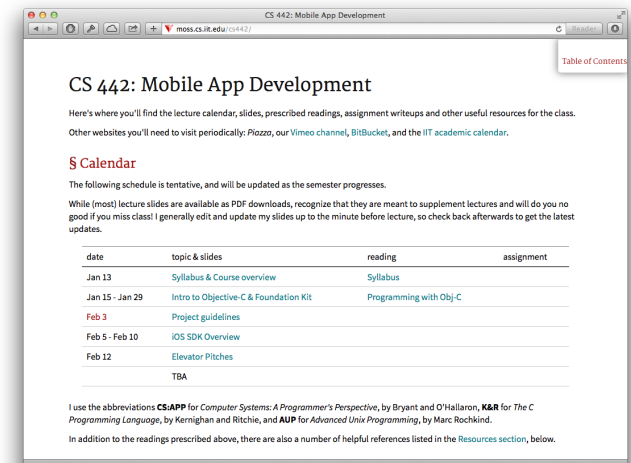 CS 442: Mobile App Development
moss.cs.iit.edu/cs442/
Reader
Table of Contents
CS 442: Mobile App Development
Here's where you'll find the lecture calendar, slides, prescribed readings, assignment writeups and other useful resources for the class.
Other websites you'll need to visit periodically: Piazza, our Vimeo channel, BitBucket, and the IIT academic calendar.
§ Calendar
The following schedule is tentative, and will be updated as the semester progresses.
While (most) lecture slides are available as PDF downloads, recognize that they are meant to supplement lectures and will do you no
good if you miss class! I generally edit and update my slides up to the minute before lecture, so check back afterwards to get the latest
updates.
date topic & slides reading assignment
Jan 13 Syllabus & Course overview Syllabus
Jan 15 - Jan 29 Intro to Objective-C & Foundation Kit Programming with Obj-C
Feb 3 Project guidelines
Feb 5 - Feb 10 iOS SDK Overview
Feb 12 Elevator Pitches
TBA
I use the abbreviations CS:APP for Computer Systems: A Programmer's Perspective, by Bryant and O'Hallaron, K&R for The C
Programming Language, by Kernighan and Ritchie, and AUP for Advanced Unix Programming, by Marc Rochkind.
In addition to the readings prescribed above, there are also a number of helpful references listed in the Resources section, below.